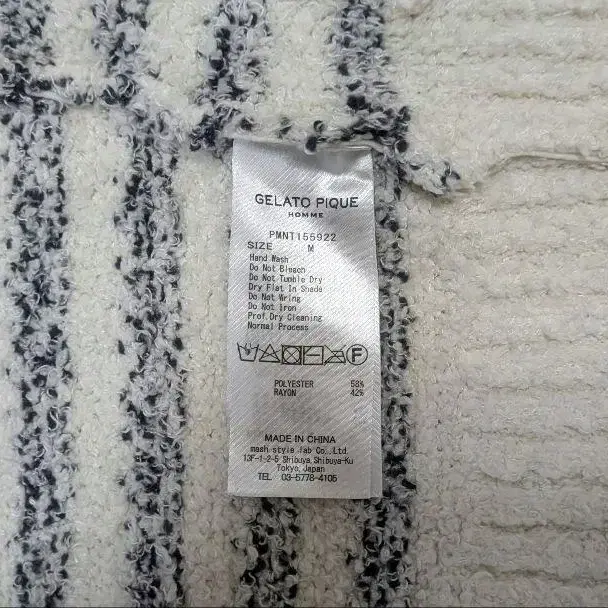 GELATO PIQUE
HOMME
PMNT155922
SIZE M
Hand Wash
Do Not Bleach
Do Not Tumble Dry
Dry Flat In Shade
Do Not Wring
Do Not Iron
Prof.Dry Cleaning
Normal Process
F
POLYESTER 58%
RAYON 42%
MADE IN CHINA
mash style lab Co.,Ltd.
13F-1-2-5 Shibuya,Shibuya-Ku
Tokyo,Japan
TEL 03-5778-4105